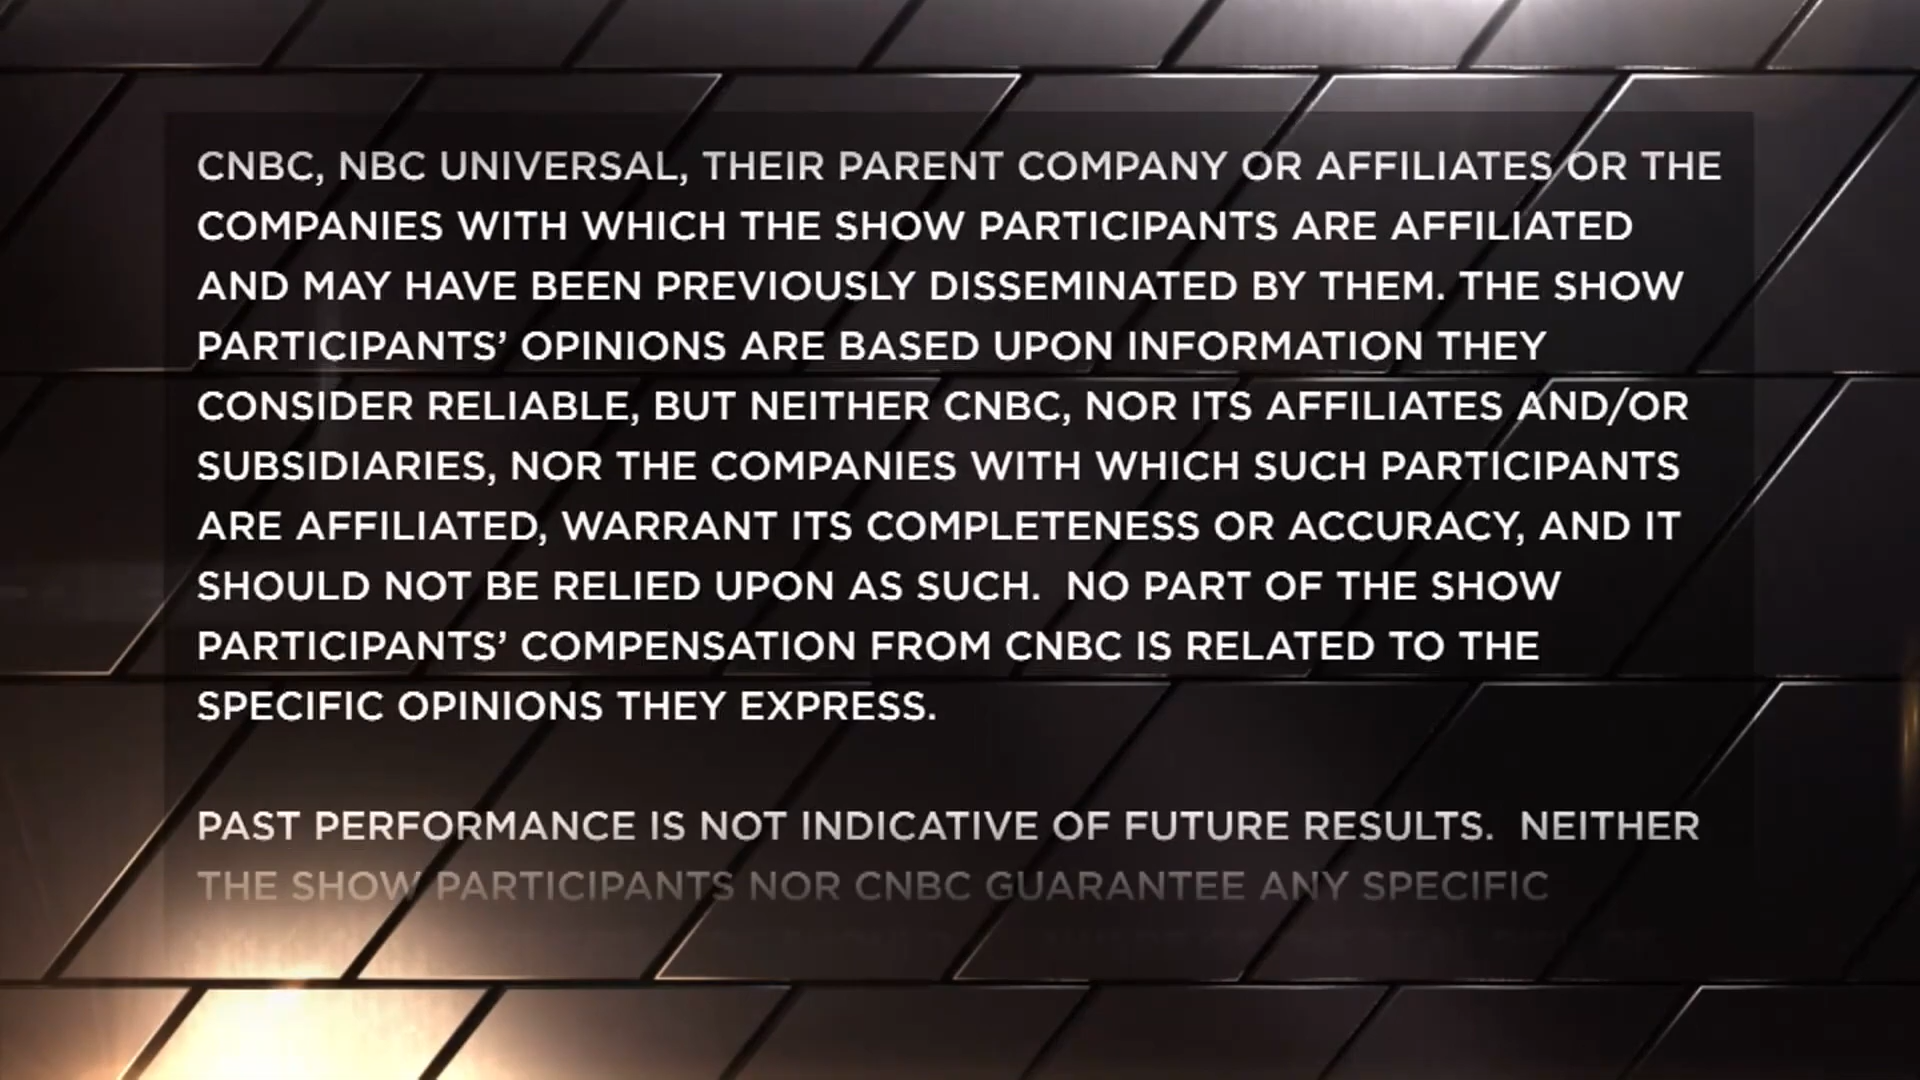 CNBC, NBC UNIVERSAL, THEIR PARENT COMPANY OR AFFILIATES OR THE
COMPANIES WITH WHICH THE SHOW PARTICIPANTS ARE AFFILIATED
AND MAY HAVE BEEN PREVIOUSLY DISSEMINATED BY THEM. THE SHOW
PARTICIPANTS’ OPINIONS ARE BASED UPON INFORMATION THEY
CONSIDER RELIABLE, BUT NEITHER CNBC, NOR ITS AFFILIATES AND/OR
SUBSIDIARIES, NOR THE COMPANIES WITH WHICH SUCH PARTICIPANTS
ARE AFFILIATED, WARRANT ITS COMPLETENESS OR ACCURACY, AND IT
SHOULD NOT BE RELIED UPON AS SUCH.  NO PART OF THE SHOW
PARTICIPANTS’ COMPENSATION FROM CNBC IS RELATED TO THE
SPECIFIC OPINIONS THEY EXPRESS.
PAST PERFORMANCE IS NOT INDICATIVE OF FUTURE RESULTS.  NEITHER
THE SHOW PARTICIPANTS NOR CNBC GUARANTEE ANY SPECIFIC